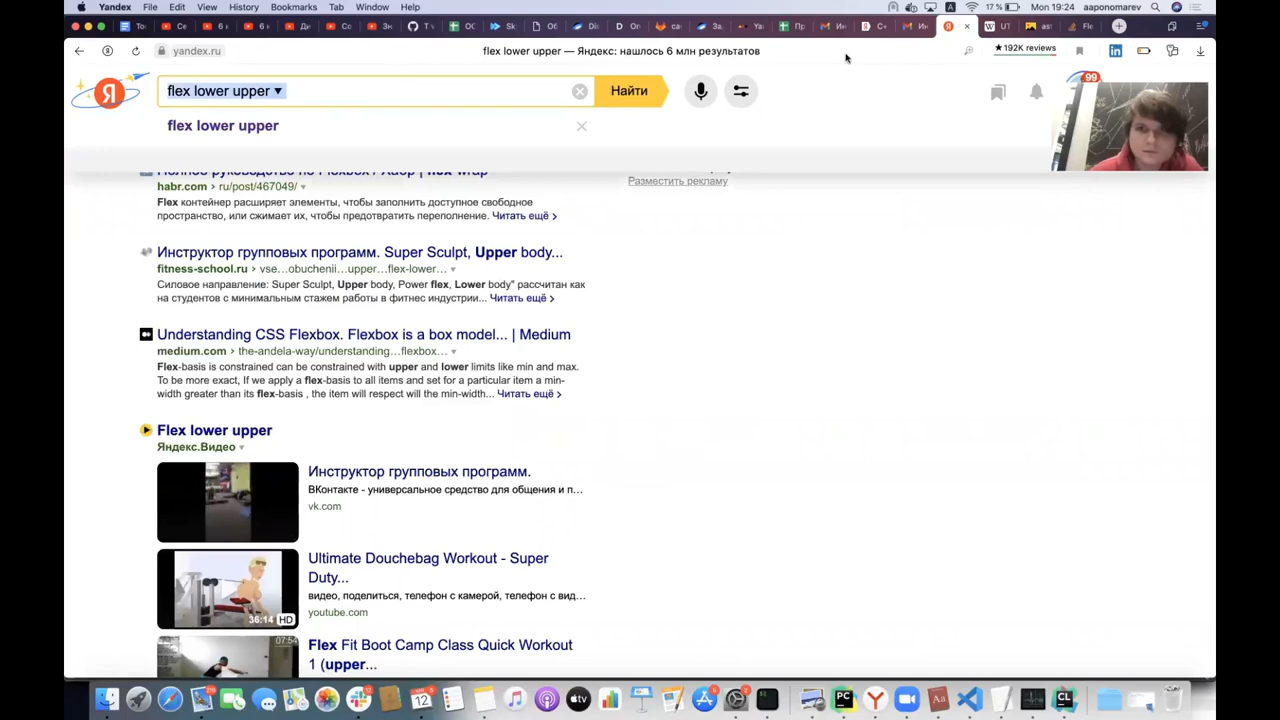 Yandex File Edit View History Bookmarks Tab Window Help
17 % Mon 19:24 aaponomarev
yandex.ru flex lower upper — Яндекс: нашлось 6 млн результатов ★ 192K reviews
Я flex lower upper ▾ Найти 99
flex lower upper
habr.com › ru/post/467049/
Разместить рекламу
Flex контейнер расширяет элементы, чтобы заполнить доступное свободное
пространство, или сжимает их, чтобы предотвратить переполнение. Читать ещё ›
Инструктор групповых программ. Super Sculpt, Upper body...
fitness-school.ru › vse…obuchenii…upper…flex-lower…
Силовое направление: Super Sculpt, Upper body, Power flex, Lower body" рассчитан как
на студентов с минимальным стажем работы в фитнес индустрии... Читать ещё ›
Understanding CSS Flexbox. Flexbox is a box model... | Medium
medium.com › the-andela-way/understanding…flexbox…
Flex-basis is constrained can be constrained with upper and lower limits like min and max.
To be more exact, If we apply a flex-basis to all items and set for a particular item a min-
width greater than its flex-basis , the item will respect will the min-width... Читать ещё ›
Flex lower upper
Яндекс.Видео
Инструктор групповых программ.
ВКонтакте - универсальное средство для общения и п…
vk.com
Ultimate Douchebag Workout - Super
Duty...
видео, поделиться, телефон с камерой, телефон с вид…
youtube.com
36:14 HD
07:54
Flex Fit Boot Camp Class Quick Workout
1 (upper...